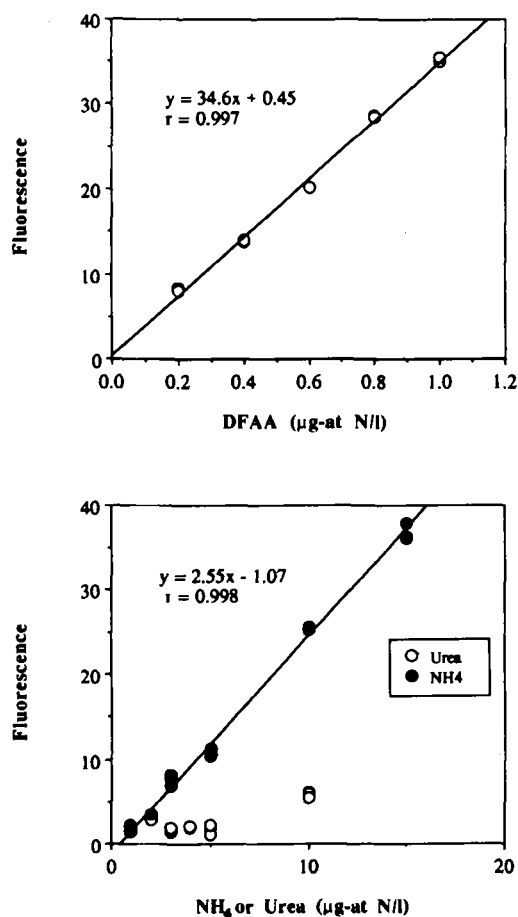 40
y = 34.6x + 0.45
r = 0.997
30
Fluorescence
20
10
0
0.0 0.2 0.4 0.6 0.8 1.0 1.2
DFAA (µg-at N/l)
40
y = 2.55x - 1.07
r = 0.998
30
Urea
NH4
Fluorescence
20
10
0
0 10 20
NH₄ or Urea (µg-at N/l)